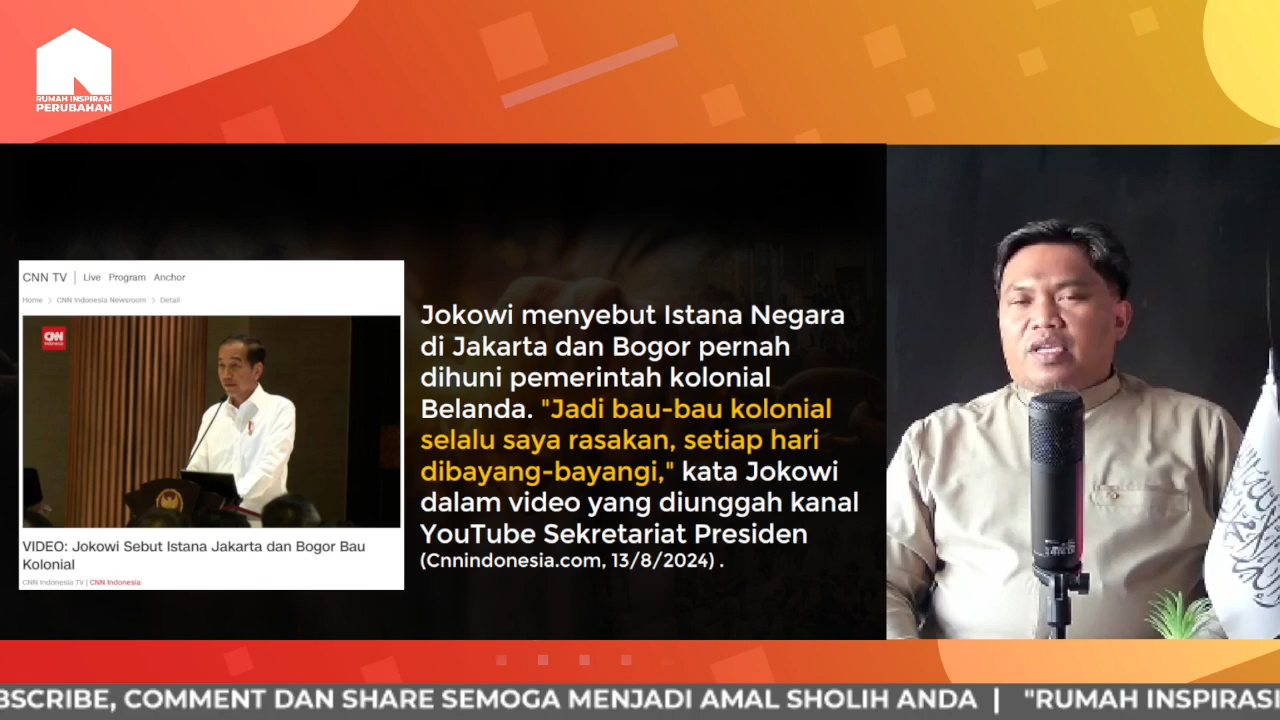 RUMAH INSPIRASI
PERUBAHAN
CNN TV | Live Program Anchor
Home > CNN Indonesia Newsroom > Detail
CNN
Indonesia
VIDEO: Jokowi Sebut Istana Jakarta dan Bogor Bau
Kolonial
CNN Indonesia TV | CNN Indonesia
Jokowi menyebut Istana Negara
di Jakarta dan Bogor pernah
dihuni pemerintah kolonial
Belanda. "Jadi bau-bau kolonial
selalu saya rasakan, setiap hari
dibayang-bayangi," kata Jokowi
dalam video yang diunggah kanal
YouTube Sekretariat Presiden
(Cnnindonesia.com, 13/8/2024) .
BSCRIBE, COMMENT DAN SHARE SEMOGA MENJADI AMAL SHOLIH ANDA | "RUMAH INSPIRASI